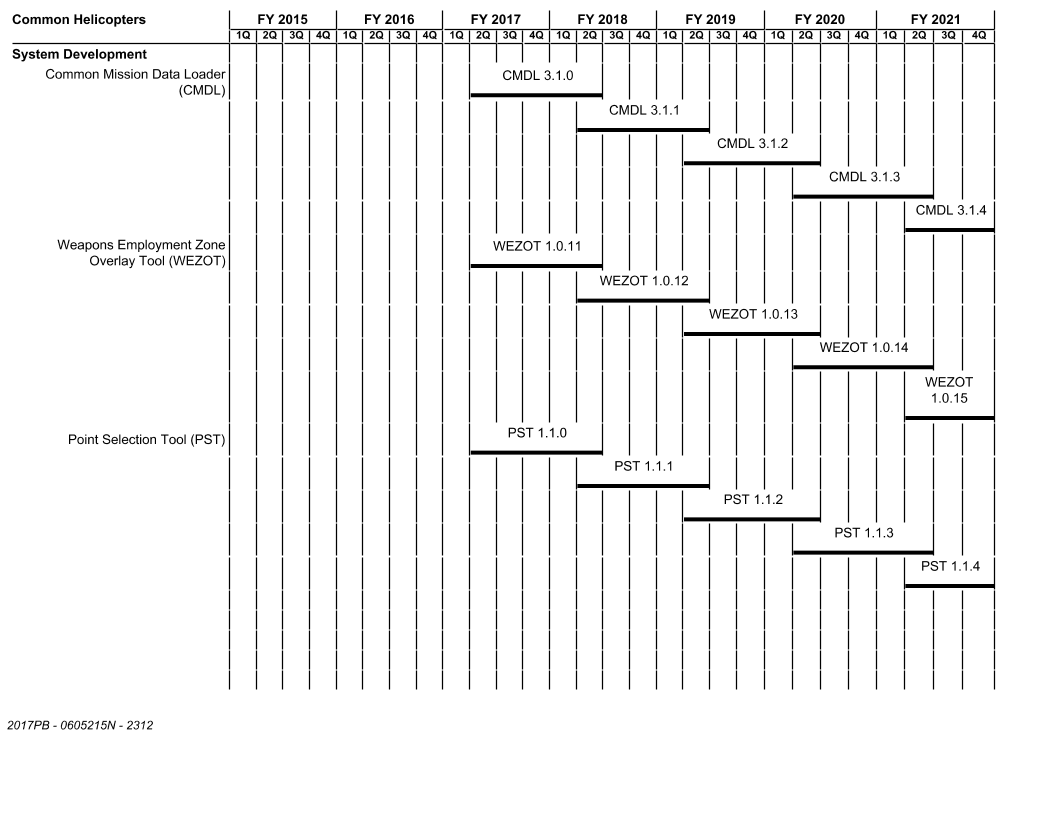 Common Helicopters FY 2015 FY 2016 FY 2017 FY 2018 FY 2019 FY 2020 FY 2021
1Q 2Q 3Q 4Q 1Q 2Q 3Q 4Q 1Q 2Q 3Q 4Q 1Q 2Q 3Q 4Q 1Q 2Q 3Q 4Q 1Q 2Q 3Q 4Q 1Q 2Q 3Q 4Q
System Development
Common Mission Data Loader CMDL 3.1.0
(CMDL)
CMDL 3.1.1
CMDL 3.1.2
CMDL 3.1.3
CMDL 3.1.4
Weapons Employment Zone WEZOT 1.0.11
Overlay Tool (WEZOT)
WEZOT 1.0.12
WEZOT 1.0.13
WEZOT 1.0.14
WEZOT
1.0.15
Point Selection Tool (PST) PST 1.1.0
PST 1.1.1
PST 1.1.2
PST 1.1.3
PST 1.1.4
2017PB - 0605215N - 2312